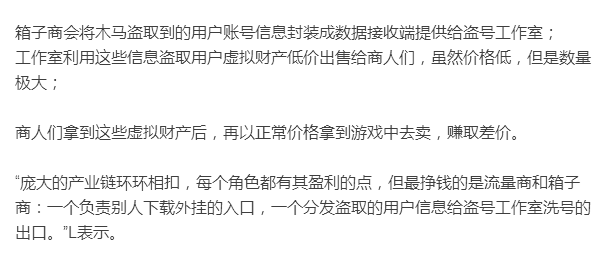 箱子商会将木马盗取到的用户账号信息封装成数据接收端提供给盗号工作室；
工作室利用这些信息盗取用户虚拟财产低价出售给商人们，虽然价格低，但是数量
极大；
商人们拿到这些虚拟财产后，再以正常价格拿到游戏中去卖，赚取差价。
“庞大的产业链环环相扣，每个角色都有其盈利的点，但最挣钱的是流量商和箱子
商：一个负责别人下载外挂的入口，一个分发盗取的用户信息给盗号工作室洗号的
出口。”L表示。